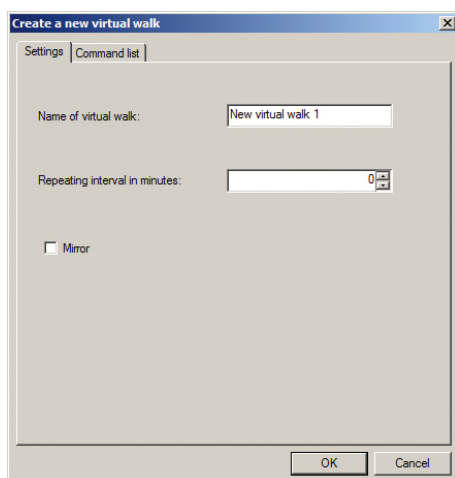 Create a new virtual walk
Settings Command list
Name of virtual walk: New virtual walk 1
Repeating interval in minutes: 0
Mirror
OK Cancel